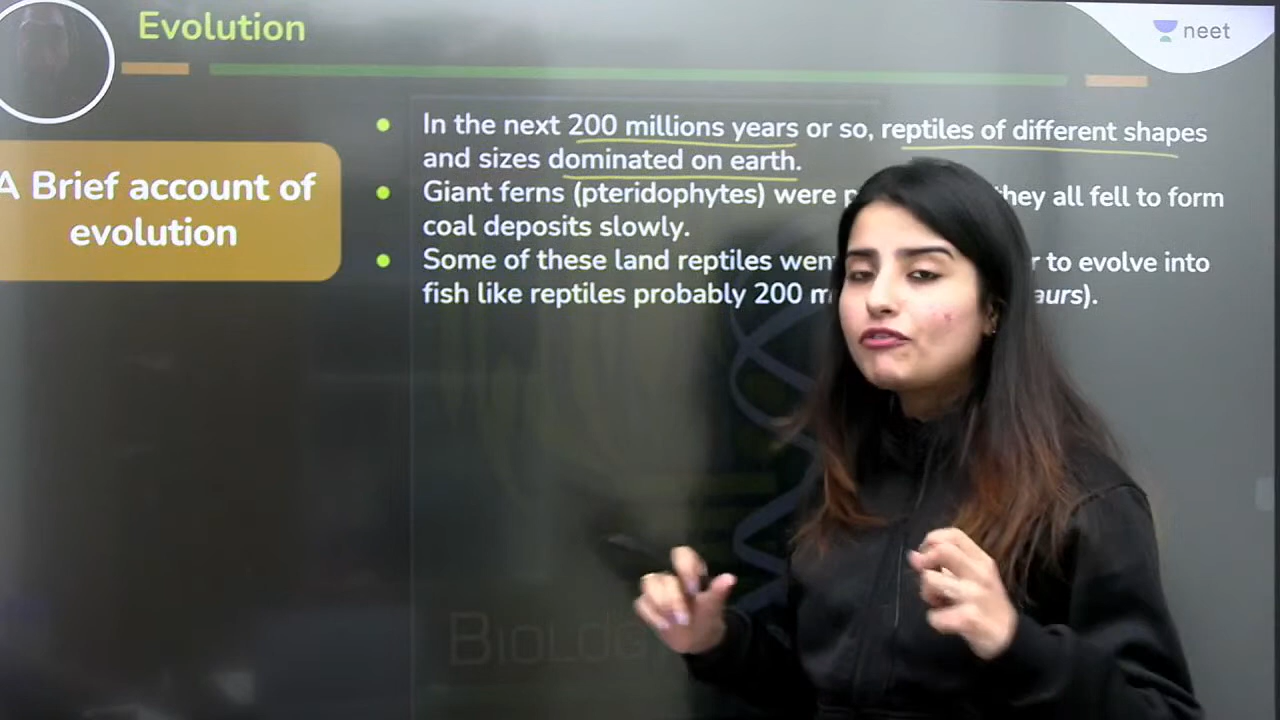 Evolution
neet
A Brief account of
evolution
In the next 200 millions years or so, reptiles of different shapes
and sizes dominated on earth.
Giant ferns (pteridophytes) were they all fell to form
coal deposits slowly.
Some of these land reptiles went to evolve into
fish like reptiles probably 200
BIOLOG